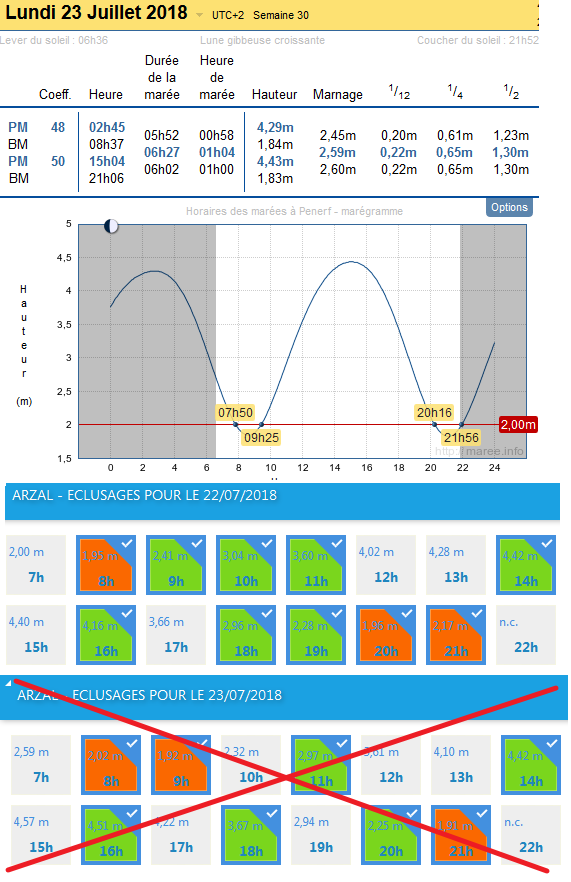 Lundi 23 Juillet 2018 UTC+2 Semaine 30
Lever du soleil : 06h36 Lune gibbeuse croissante Coucher du soleil : 21h52
Coeff. Heure Durée de la marée Heure de marée Hauteur Marnage 1/12 1/4 1/2
PM 48 02h45 4,29m
05h52 00h58 2,45m 0,20m 0,61m 1,23m
BM 08h37 1,84m
06h27 01h04 2,59m 0,22m 0,65m 1,30m
PM 50 15h04 4,43m
06h02 01h00 2,60m 0,22m 0,65m 1,30m
BM 21h06 1,83m
Options
Horaires des marées à Penerf - marégramme
Hauteur (m)
5
4,5
4
3,5
3
2,5
2
1,5
07h50 20h16
2,00m
09h25 21h56
http://maree.info
0 2 4 6 8 10 12 14 16 18 20 22 24
ARZAL - ECLUSAGES POUR LE 22/07/2018
2,00 m 1,95 m 2,41 m 3,04 m 3,60 m 4,02 m 4,28 m 4,42 m
7h 8h 9h 10h 11h 12h 13h 14h
4,40 m 4,16 m 3,66 m 2,96 m 2,28 m 1,96 m 2,17 m n.c.
15h 16h 17h 18h 19h 20h 21h 22h
ARZAL - ECLUSAGES POUR LE 23/07/2018
2,59 m 2,02 m 1,92 m 2,32 m 2,97 m 3,61 m 4,10 m 4,42 m
7h 8h 9h 10h 11h 12h 13h 14h
4,57 m 4,51 m 4,22 m 3,67 m 2,94 m 2,25 m 1,91 m n.c.
15h 16h 17h 18h 19h 20h 21h 22h